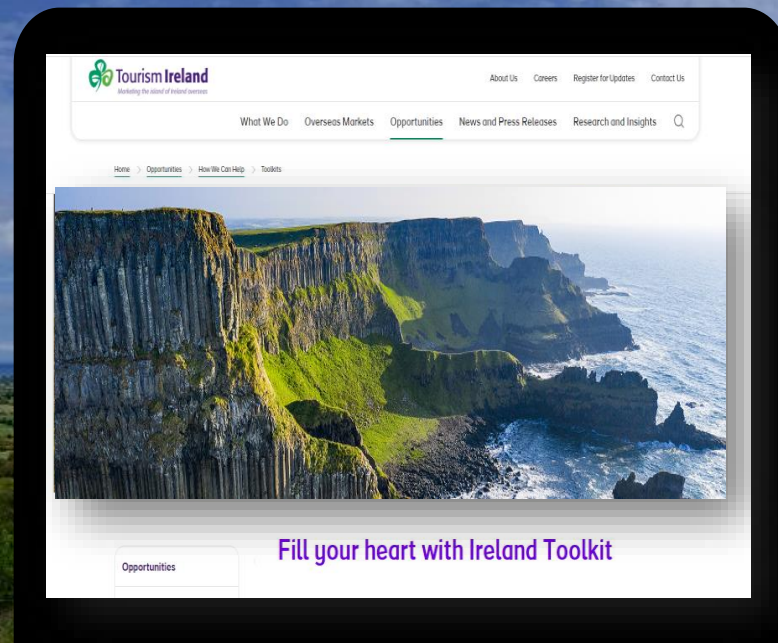 Tourism Ireland
Marketing the island of Ireland overseas
About Us Careers Register for Updates Contact Us
What We Do Overseas Markets Opportunities News and Press Releases Research and Insights
Home > Opportunities > How We Can Help > Toolkits
Fill your heart with Ireland Toolkit
Opportunities